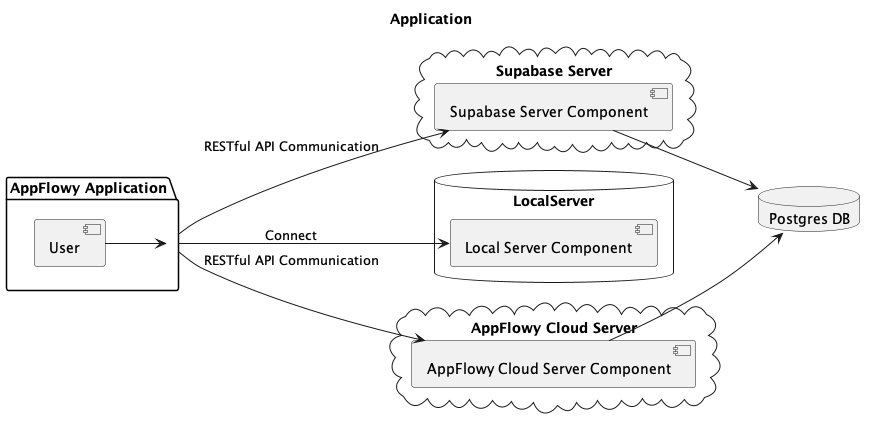 Application
Supabase Server
Supabase Server Component
RESTful API Communication
AppFlowy Application
User
LocalServer
Connect
Local Server Component
Postgres DB
RESTful API Communication
AppFlowy Cloud Server
AppFlowy Cloud Server Component